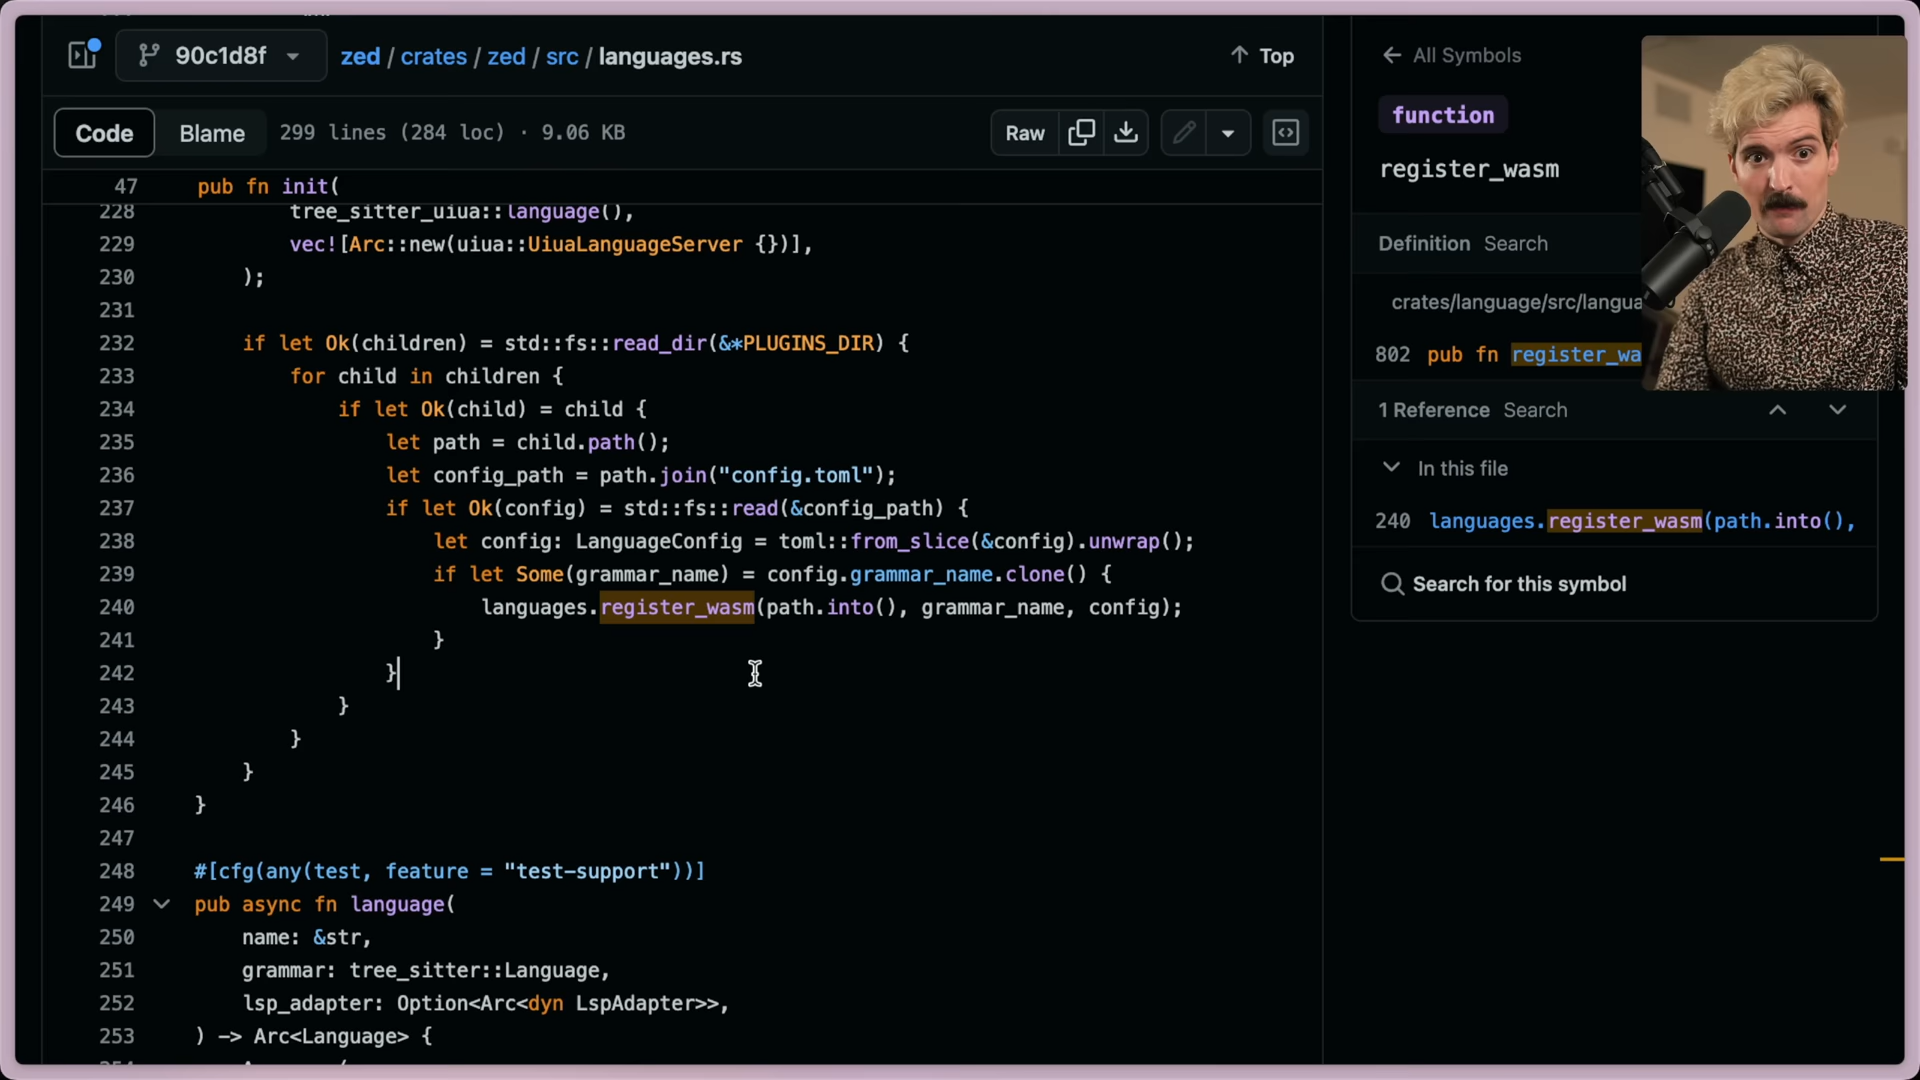 90c1d8f zed / crates / zed / src / languages.rs Top
Code Blame 299 lines (284 loc) · 9.06 KB Raw
47 pub fn init(
228 tree_sitter_uiua::language(),
229 vec![Arc::new(uiua::UiuaLanguageServer {})],
230 );
231
232 if let Ok(children) = std::fs::read_dir(&*PLUGINS_DIR) {
233 for child in children {
234 if let Ok(child) = child {
235 let path = child.path();
236 let config_path = path.join("config.toml");
237 if let Ok(config) = std::fs::read(&config_path) {
238 let config: LanguageConfig = toml::from_slice(&config).unwrap();
239 if let Some(grammar_name) = config.grammar_name.clone() {
240 languages.register_wasm(path.into(), grammar_name, config);
241 }
242 }
243 }
244 }
245 }
246 }
247
248 #[cfg(any(test, feature = "test-support"))]
249 pub async fn language(
250 name: &str,
251 grammar: tree_sitter::Language,
252 lsp_adapter: Option<Arc<dyn LspAdapter>>,
253 ) -> Arc<Language> {
All Symbols
function
register_wasm
Definition Search
crates/language/src/langua
802 pub fn register_wa
1 Reference Search
In this file
240 languages.register_wasm(path.into(),
Search for this symbol